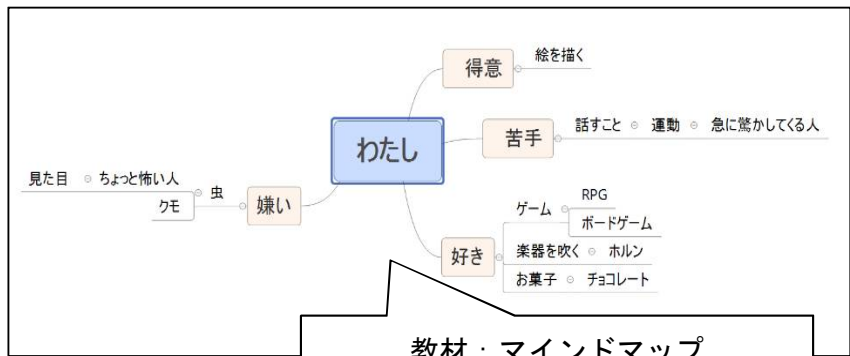 得意
絵を描く
わたし
苦手
話すこと 運動 急に驚かしてくる人
見た目 ちょっと怖い人
虫
クモ
嫌い
好き
ゲーム
RPG
ボードゲーム
楽器を吹く ホルン
お菓子 チョコレート
教材:マインドマップ